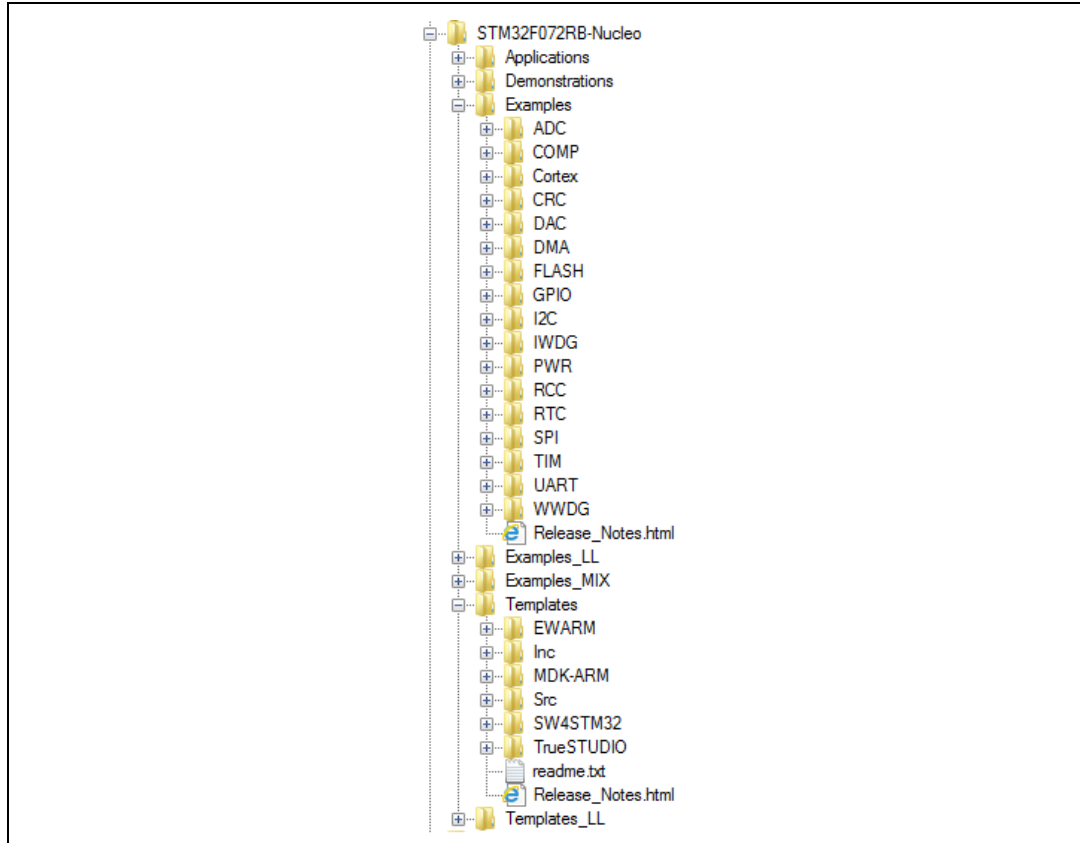 STM32F072RB-Nucleo
Applications
Demonstrations
Examples
ADC
COMP
Cortex
CRC
DAC
DMA
FLASH
GPIO
I2C
IWDG
PWR
RCC
RTC
SPI
TIM
UART
WWDG
Release_Notes.html
Examples_LL
Examples_MIX
Templates
EWARM
Inc
MDK-ARM
Src
SW4STM32
TrueSTUDIO
readme.txt
Release_Notes.html
Templates_LL